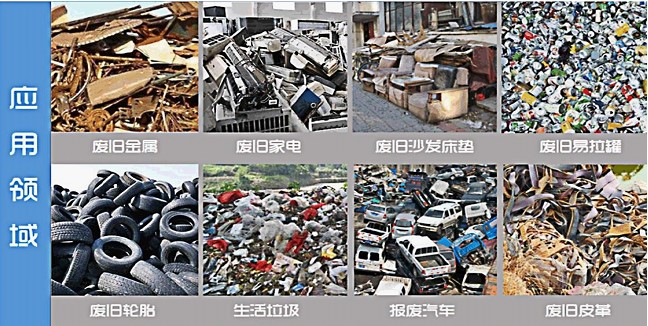 应用领域
废旧金属
废旧家电
废旧沙发床垫
废旧易拉罐
废旧轮胎
生活垃圾
报废汽车
废旧皮革